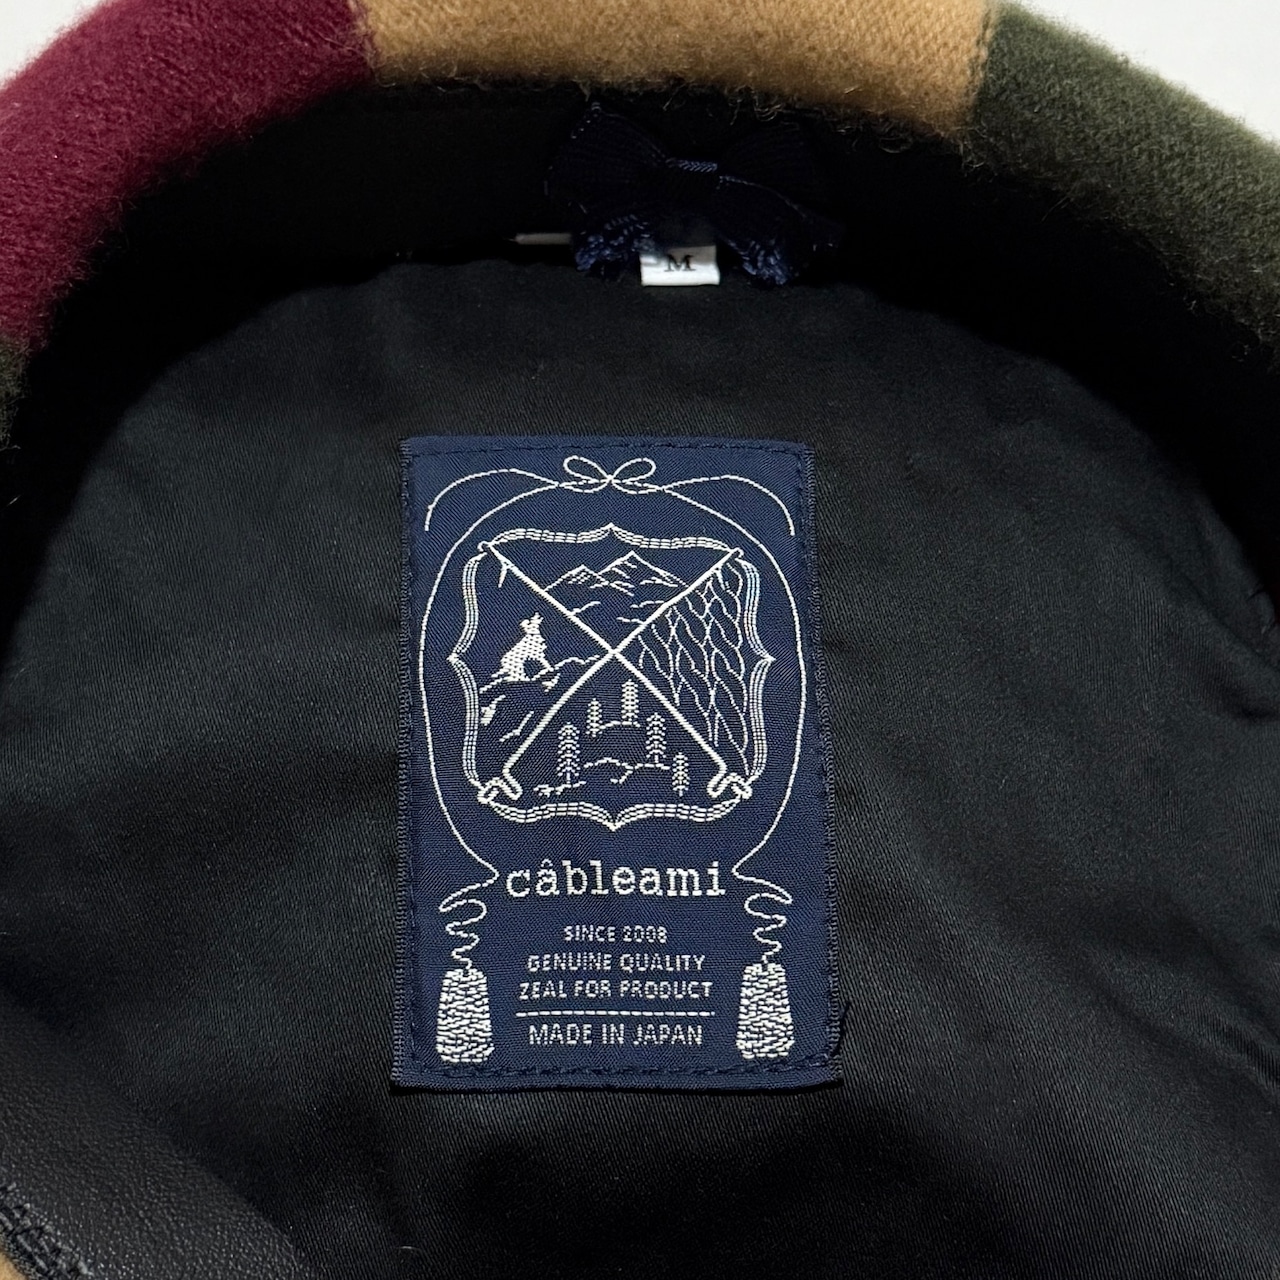 M
câbleami
SINCE 2008
GENUINE QUALITY
ZEAL FOR PRODUCT
MADE IN JAPAN